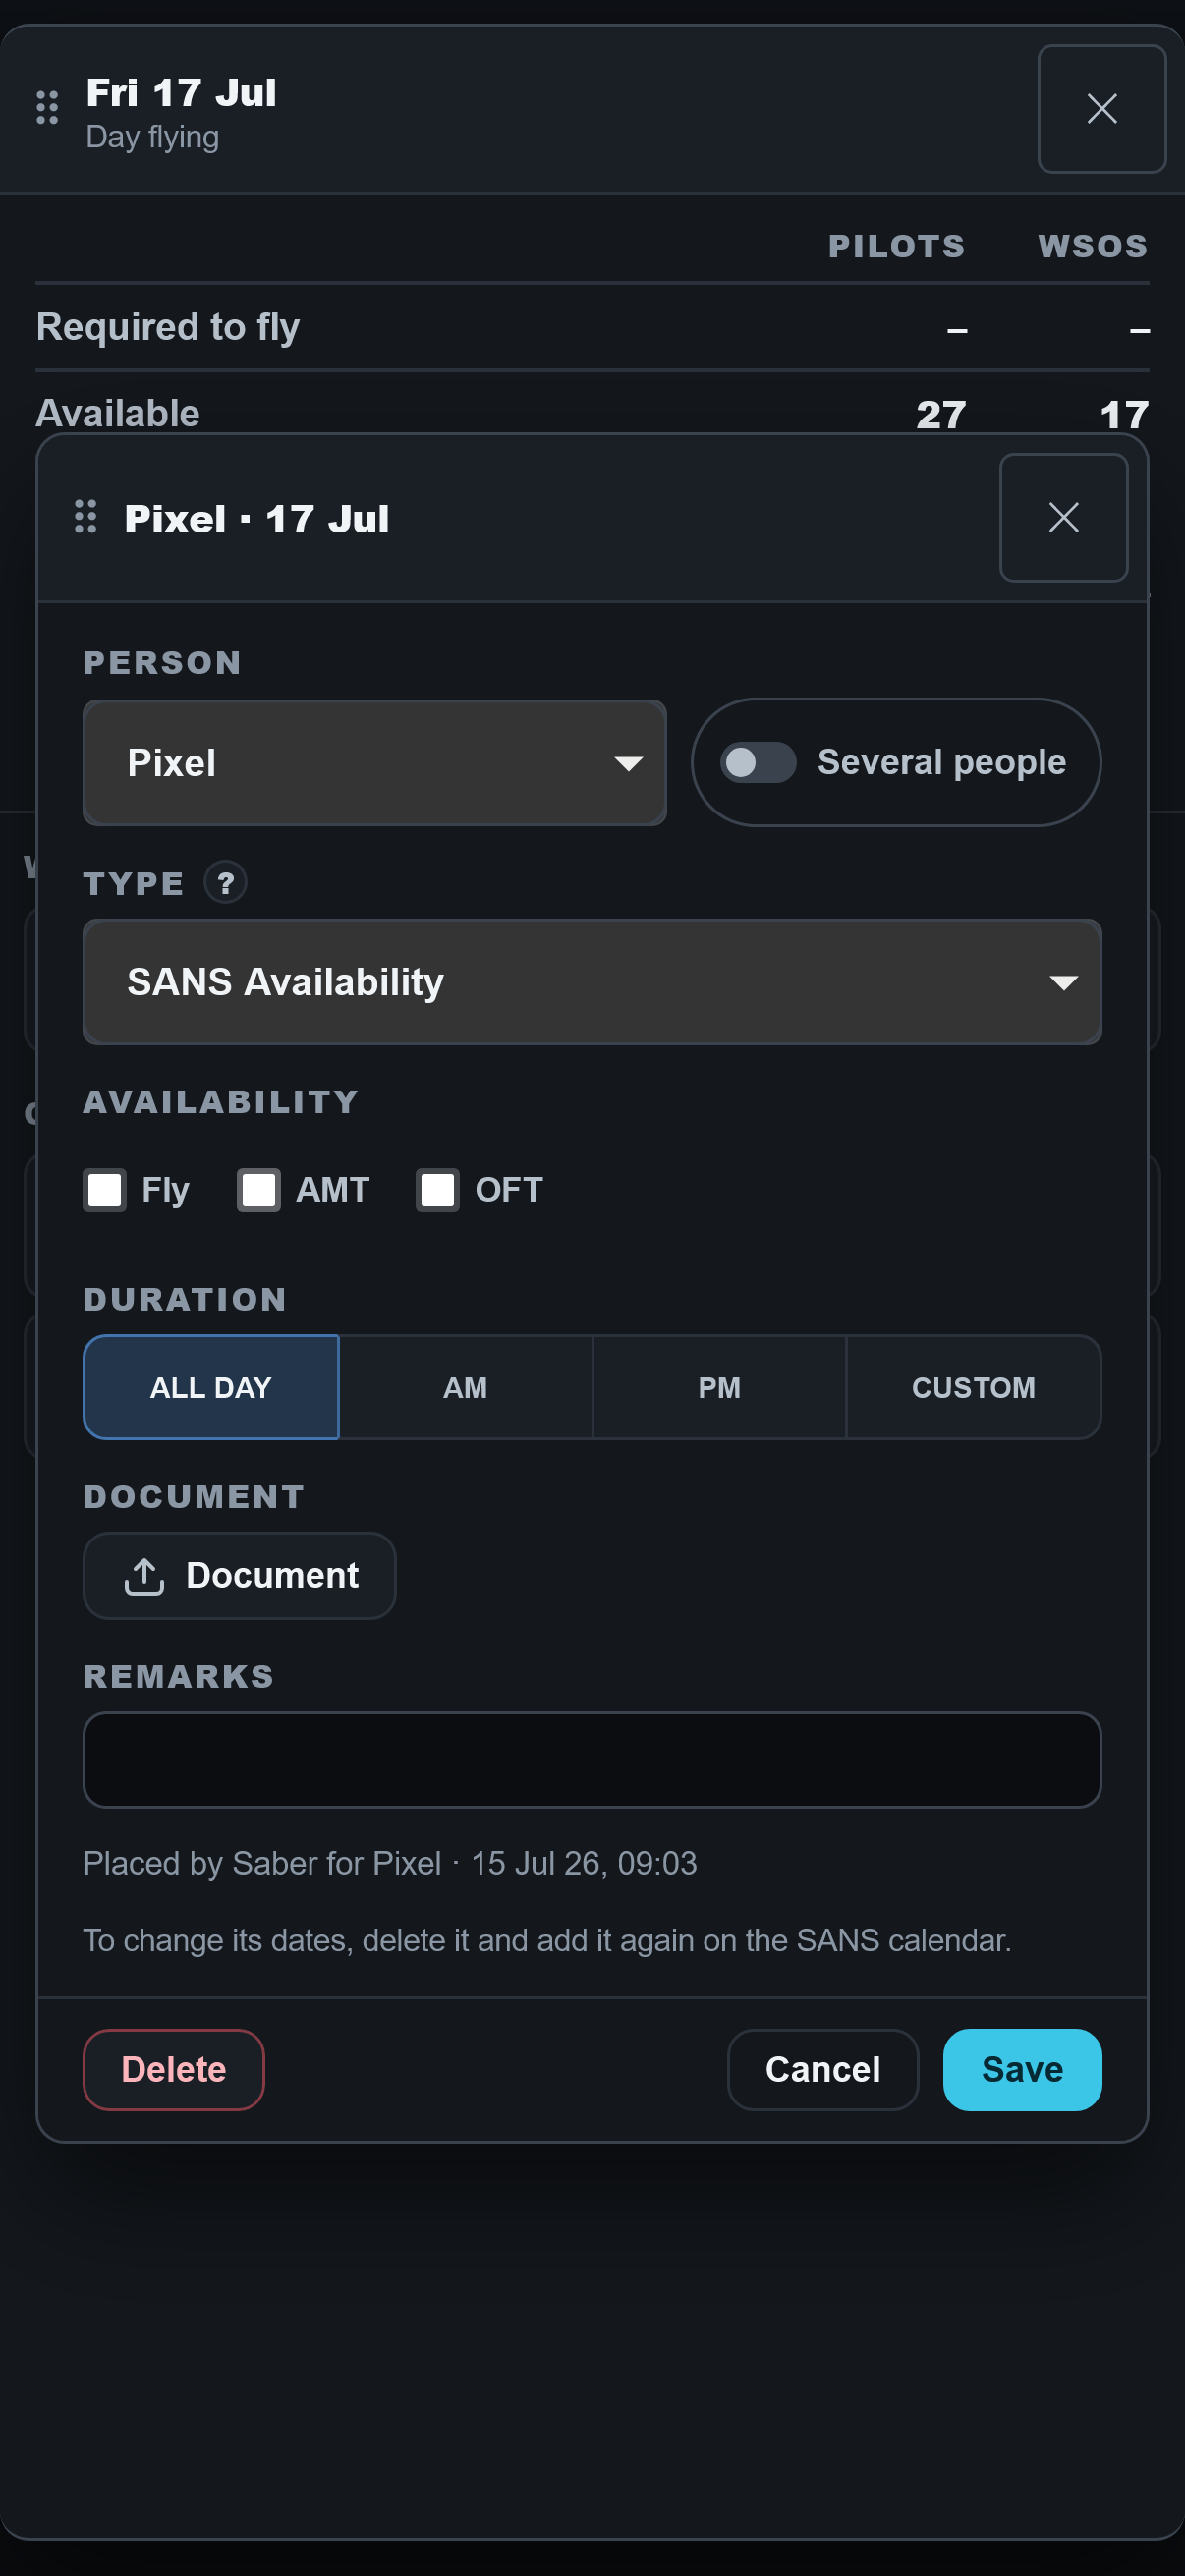 Fri 17 Jul
Day flying
PILOTS WSOS
Required to fly – –
Available 27 17
Pixel · 17 Jul
PERSON
Pixel Several people
TYPE ?
SANS Availability
AVAILABILITY
Fly AMT OFT
DURATION
ALL DAY AM PM CUSTOM
DOCUMENT
Document
REMARKS
Placed by Saber for Pixel · 15 Jul 26, 09:03
To change its dates, delete it and add it again on the SANS calendar.
Delete Cancel Save